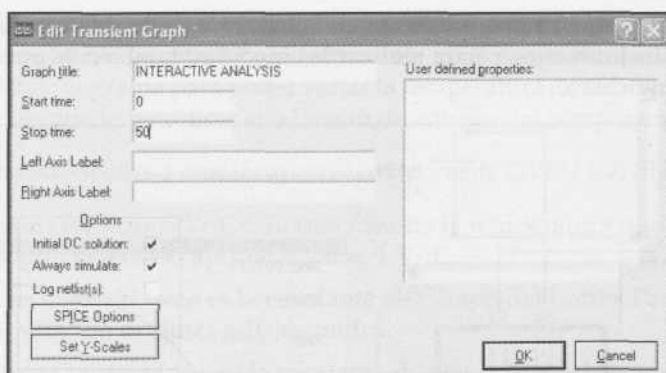 Edit Transient Graph
Graph title: INTERACTIVE ANALYSIS
User defined properties:
Start time: 0
Stop time: 50
Left Axis Label:
Right Axis Label:
Options
Initial DC solution:
Always simulate:
Log netlist(s):
SPICE Options
Set Y-Scales
OK
Cancel